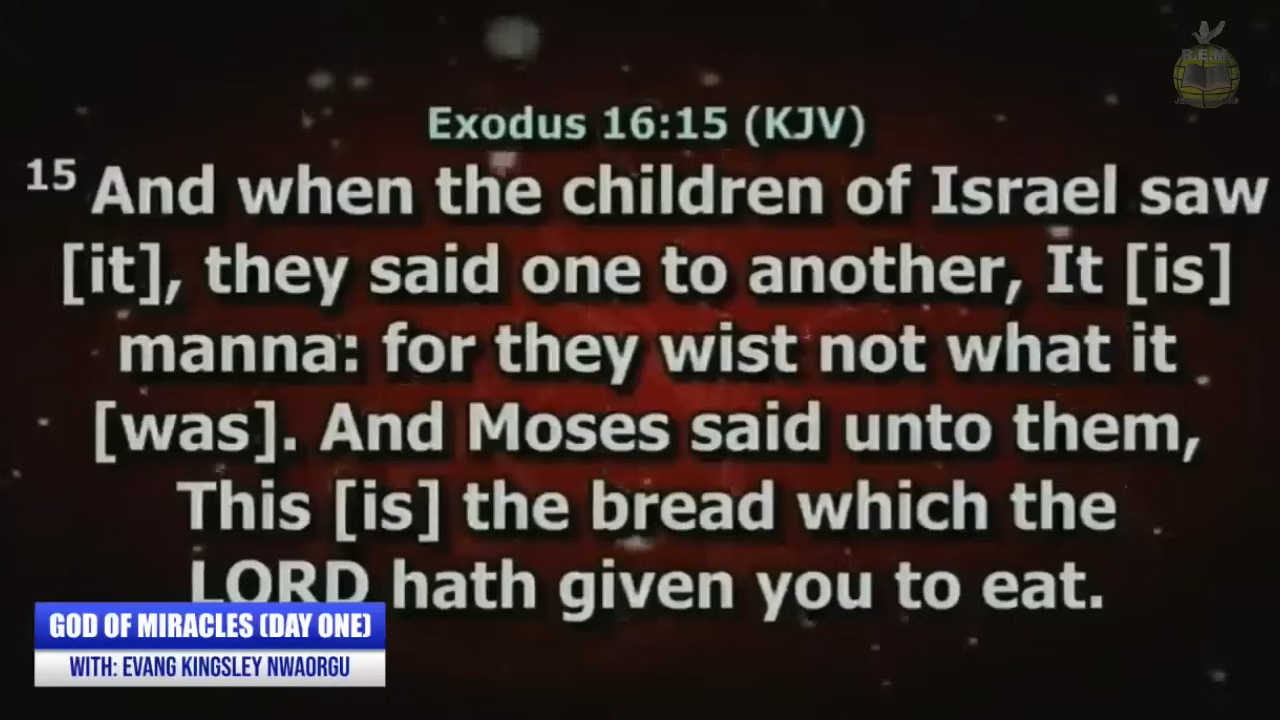 R.E.M
Exodus 16:15 (KJV)
15 And when the children of Israel saw
[it], they said one to another, It [is]
manna: for they wist not what it
[was]. And Moses said unto them,
This [is] the bread which the
LORD hath given you to eat.
GOD OF MIRACLES (DAY ONE)
WITH: EVANG KINGSLEY NWAORGU